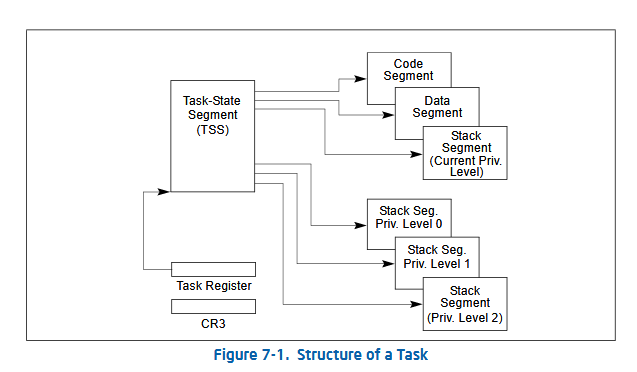 Task-State
Segment
(TSS)
Code
Segment
Data
Segment
Stack
Segment
(Current Priv.
Level)
Stack Seg.
Priv. Level 0
Stack Seg.
Priv. Level 1
Stack
Segment
(Priv. Level 2)
Task Register
CR3
Figure 7-1. Structure of a Task